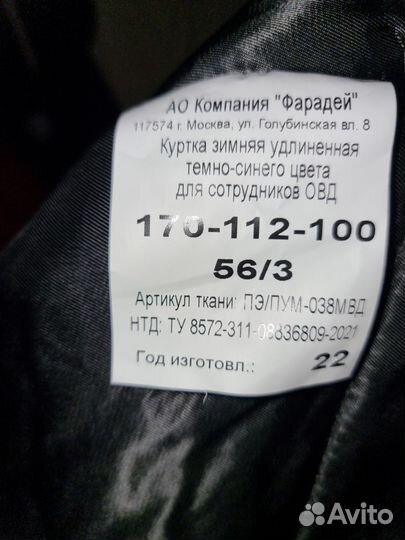 АО Компания "Фарадей"
117574 г. Москва, ул. Голубинская вл. 8
Куртка зимняя удлиненная
темно-синего цвета
для сотрудников ОВД
170-112-100
56/3
Артикул ткани: ПЭ/ПУМ-038МВД
НТД: ТУ 8572-311-08836809-2021
Год изготовл.: 22
Avito